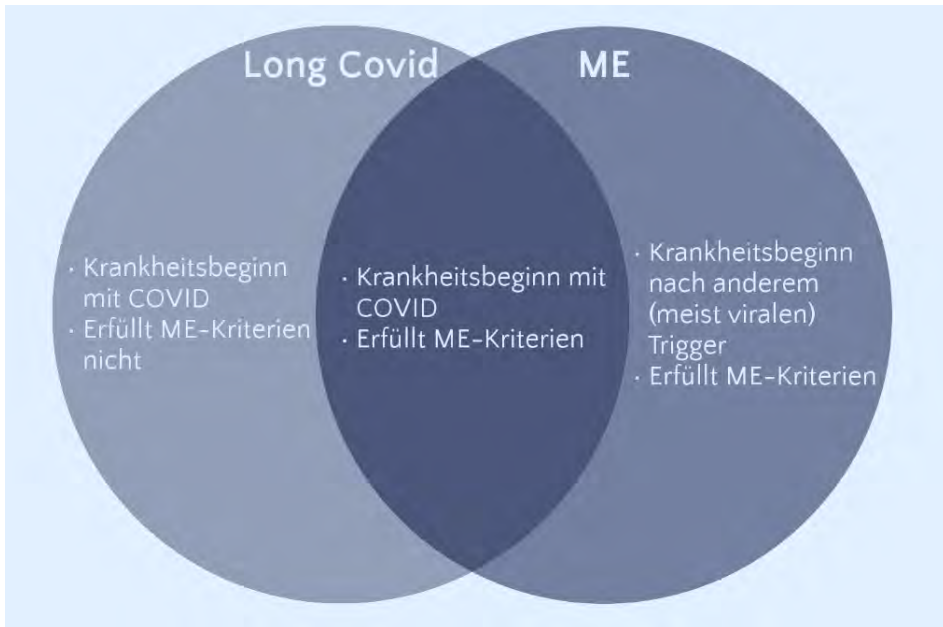 Long Covid
ME
· Krankheitsbeginn
mit COVID
· Erfüllt ME-Kriterien
nicht
· Krankheitsbeginn mit
COVID
· Erfüllt ME-Kriterien
· Krankheitsbeginn
nach anderem
(meist viralen)
Trigger
· Erfüllt ME-Kriterien